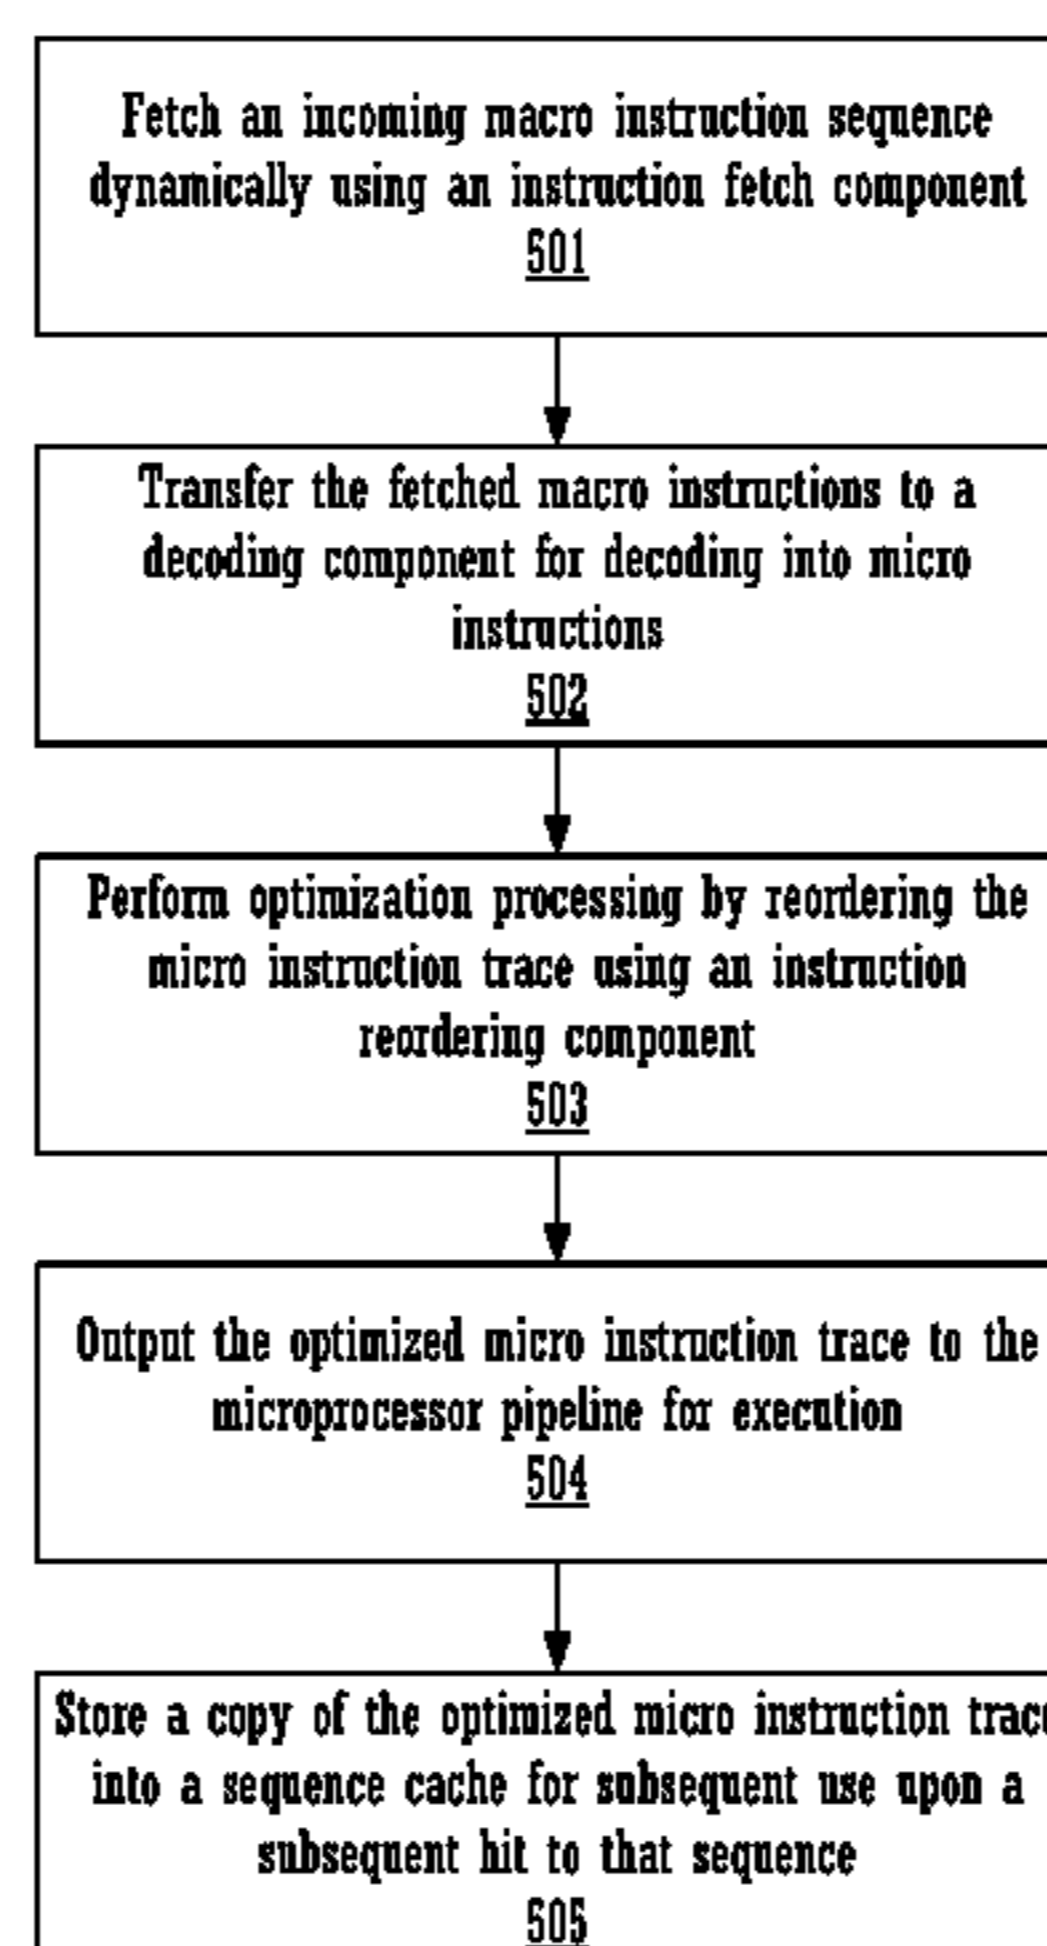 Fetch an incoming macro instruction sequence
dynamically using an instruction fetch component
501
Transfer the fetched macro instructions to a
decoding component for decoding into micro
instructions
502
Perform optimization processing by reordering the
micro instruction trace using an instruction
reordering component
503
Output the optimized micro instruction trace to the
microprocessor pipeline for execution
504
Store a copy of the optimized micro instruction trace
into a sequence cache for subsequent use upon a
subsequent hit to that sequence
505